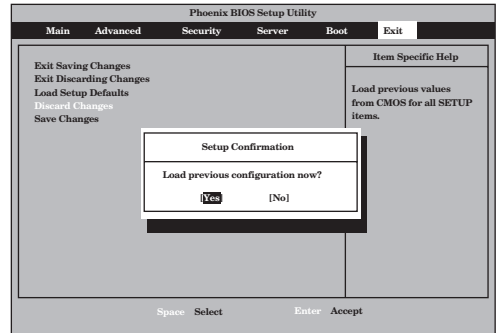 Phoenix BIOS Setup Utility
Main Advanced Security Server Boot Exit
Exit Saving Changes
Exit Discarding Changes
Load Setup Defaults
Discard Changes
Save Changes
Item Specific Help
Load previous values
from CMOS for all SETUP
items.
Setup Confirmation
Load previous configuration now?
[Yes] [No]
Space Select Enter Accept